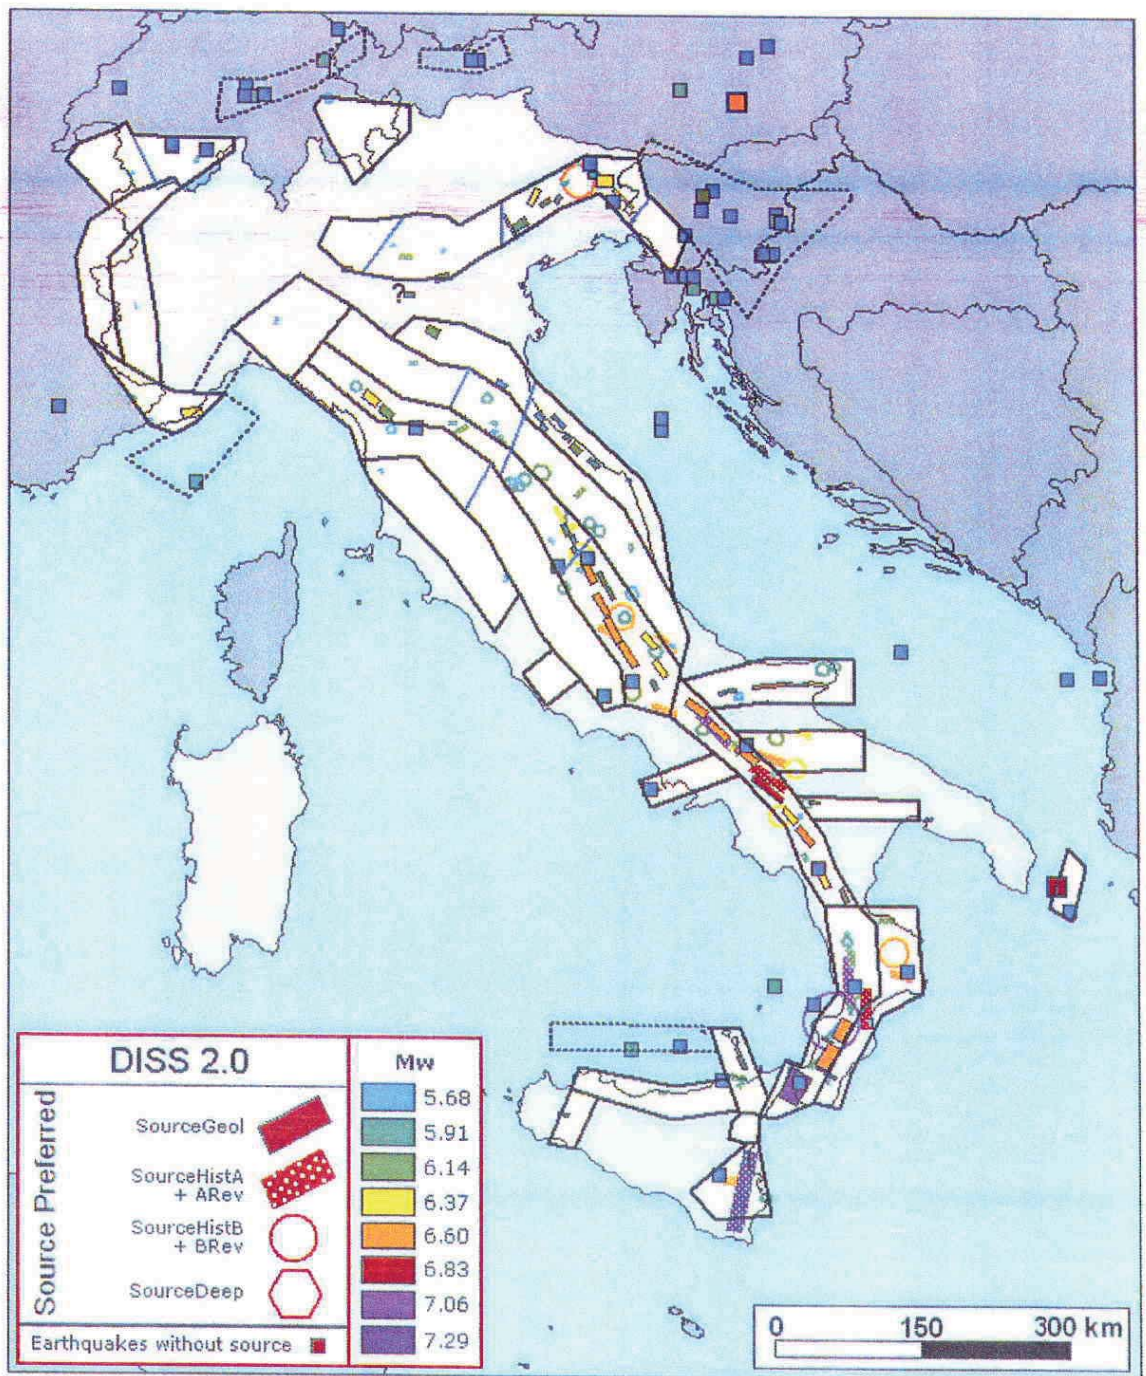 ?
DISS 2.0
Source Preferred
SourceGeol
SourceHistA
+ ARev
SourceHistB
+ BRev
SourceDeep
Earthquakes without source
Mw
5.68
5.91
6.14
6.37
6.60
6.83
7.06
7.29
0 150 300 km